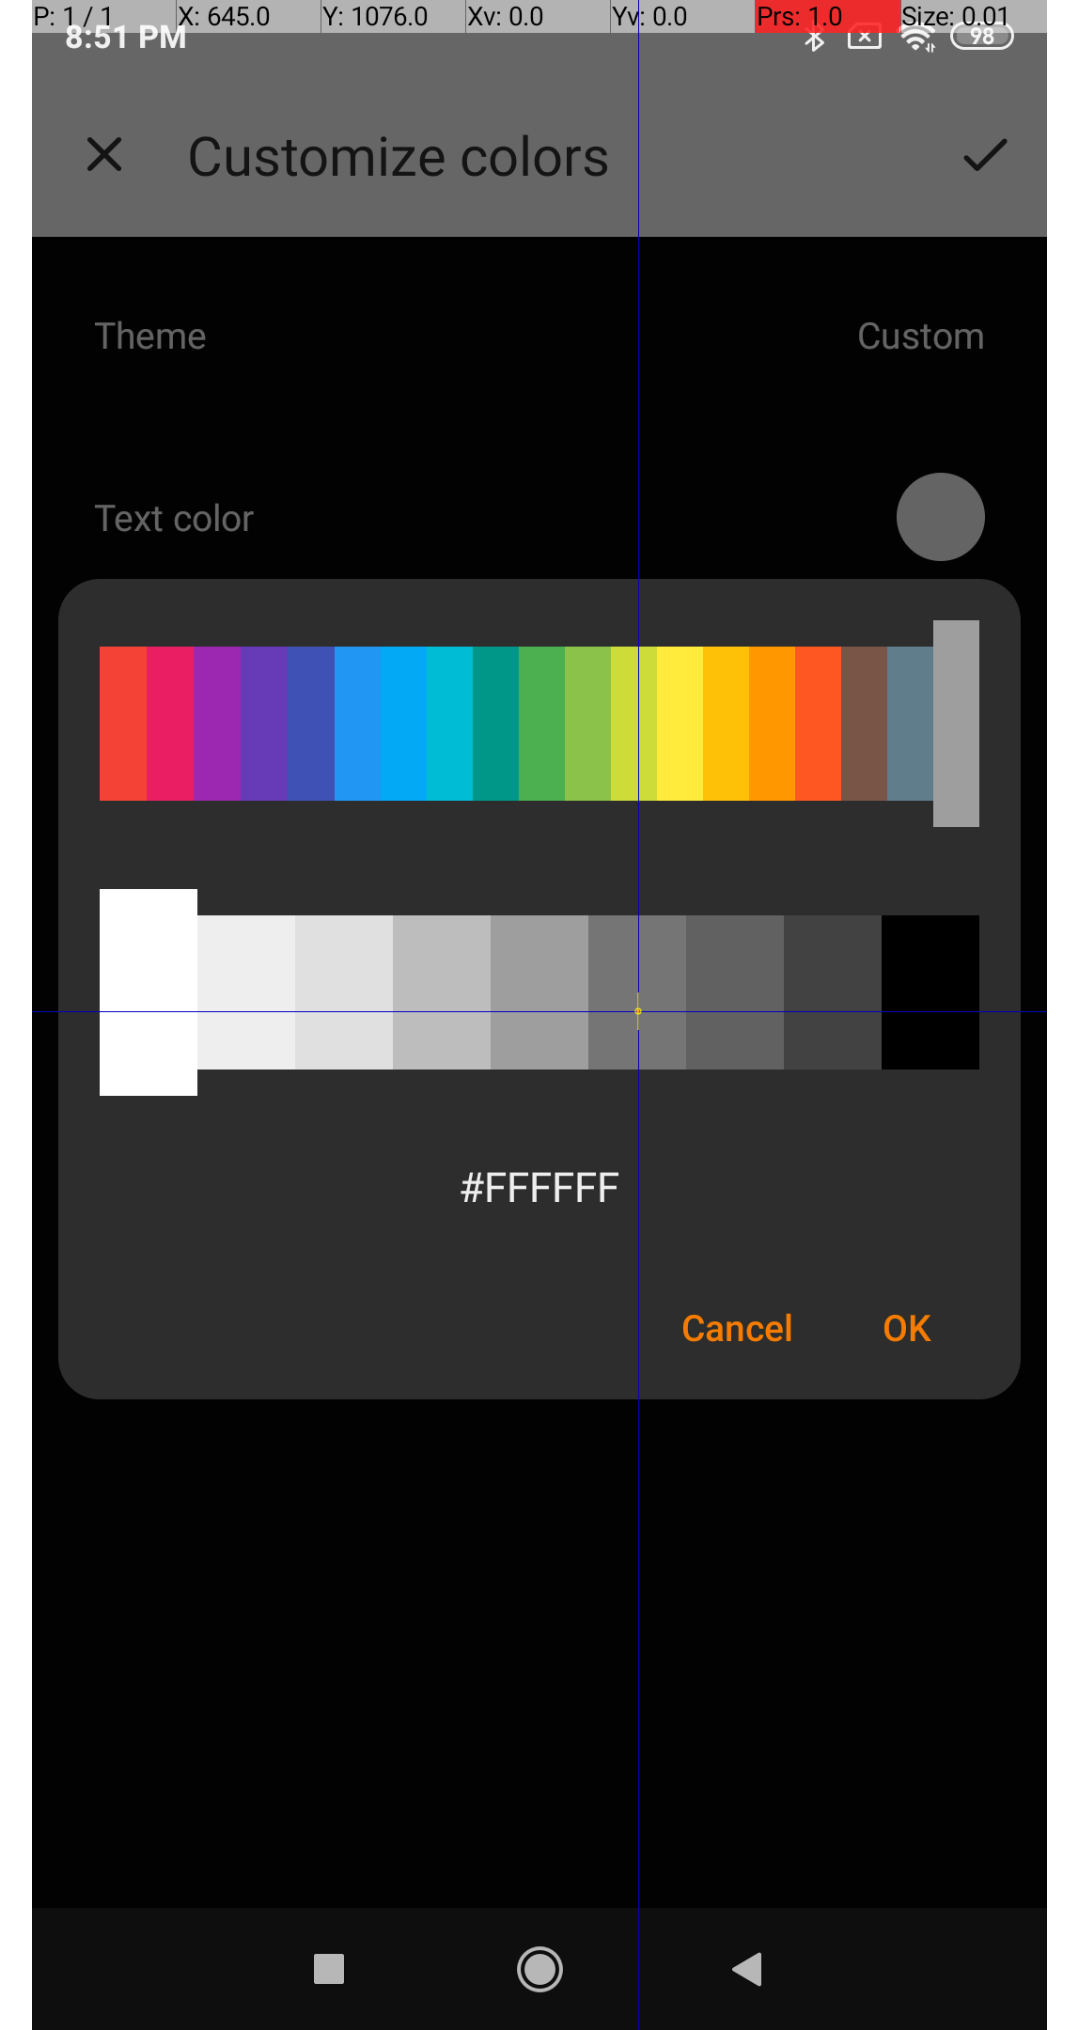 P: 1 / 1 X: 645.0 Y: 1076.0 Xv: 0.0 Yv: 0.0 Prs: 1.0 Size: 0.01
8:51 PM 98
Customize colors
Theme Custom
Text color
#FFFFFF
Cancel OK